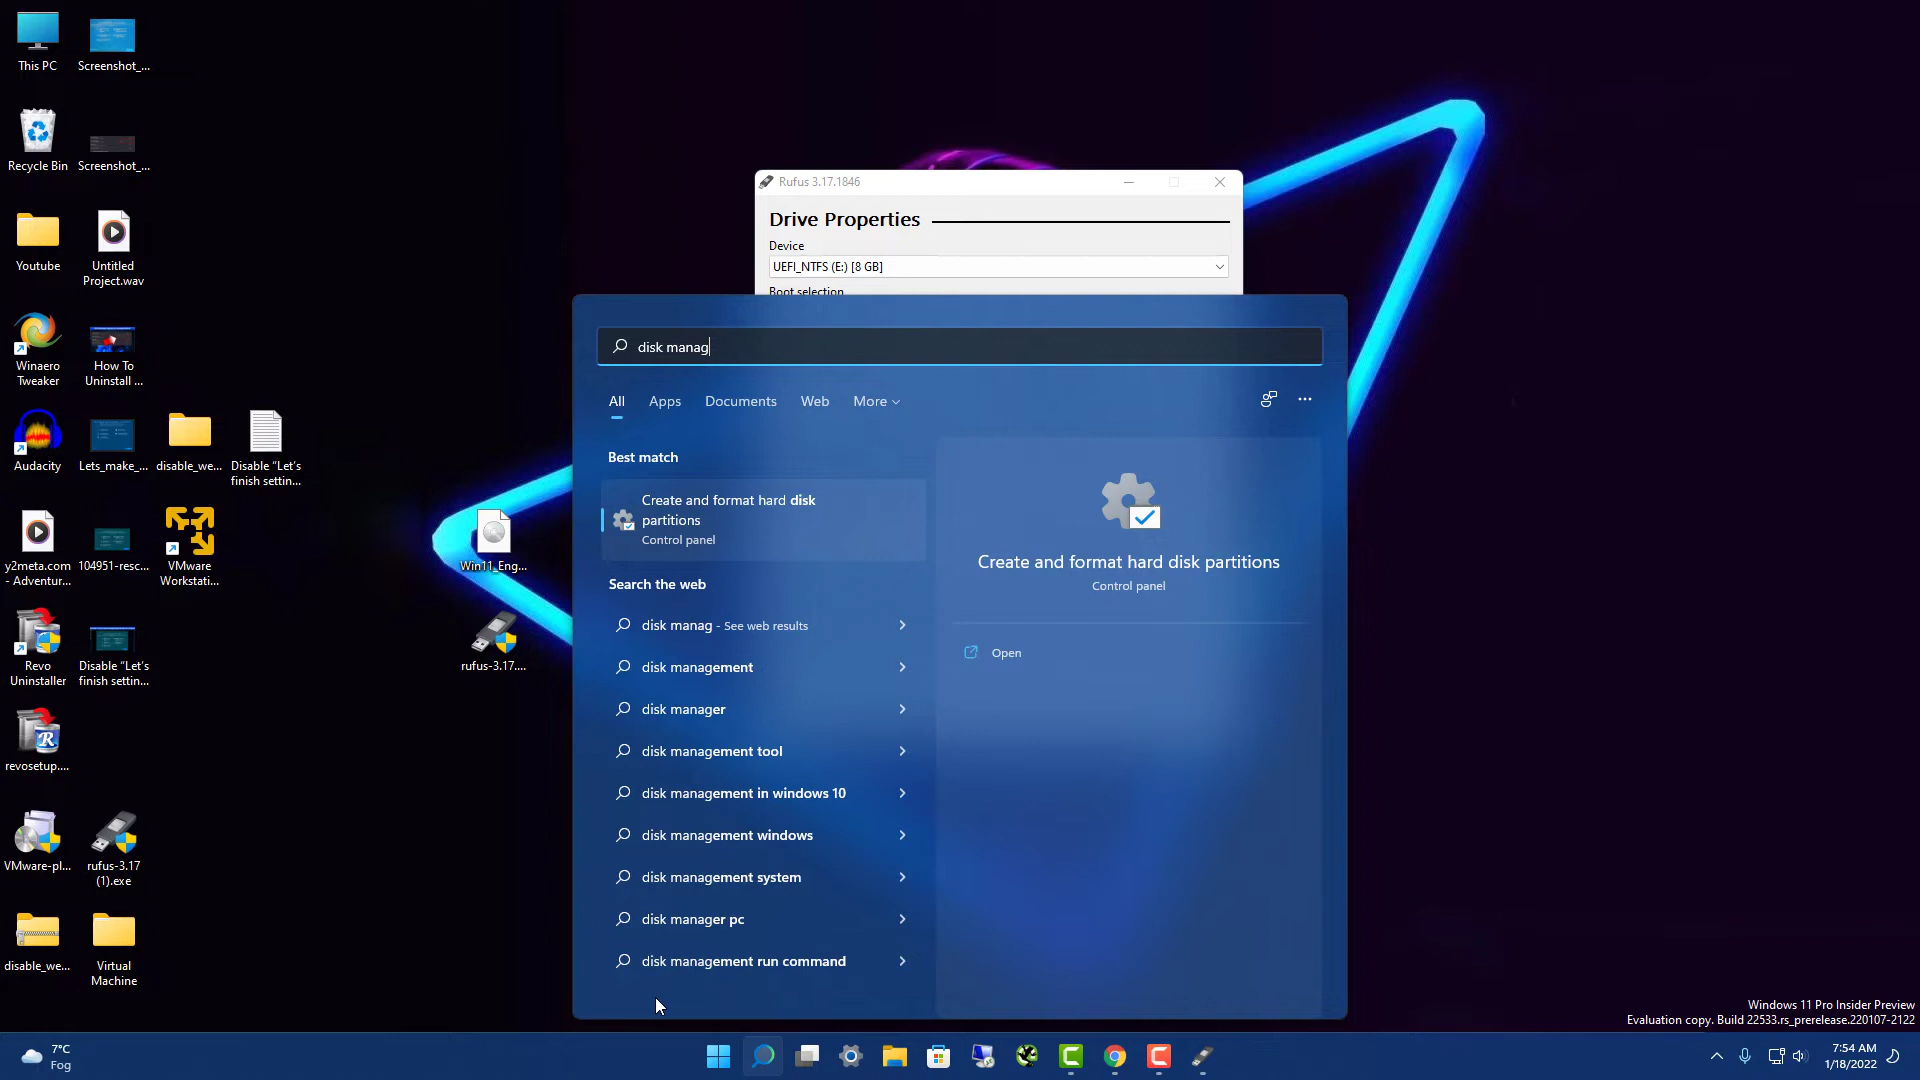 This PC
Screenshot_...
Recycle Bin
Screenshot_...
Youtube
Untitled
Project.wav
Winaero
Tweaker
How To
Uninstall ...
Audacity
Lets_make_...
disable_we...
Disable “Let’s
finish settin...
y2meta.com
- Adventur...
104951-resc...
VMware
Workstati...
Win11_Eng...
Revo
Uninstaller
Disable “Let’s
finish settin...
rufus-3.17....
revosetup....
VMware-pl...
rufus-3.17
(1).exe
disable_we...
Virtual
Machine
Rufus 3.17.1846
Drive Properties
Device
UEFI_NTFS (E:) [8 GB]
Boot selection
disk manag
All Apps Documents Web More
Best match
Create and format hard disk
partitions
Control panel
Search the web
disk manag - See web results
disk management
disk manager
disk management tool
disk management in windows 10
disk management windows
disk management system
disk manager pc
disk management run command
Create and format hard disk partitions
Control panel
Open
Windows 11 Pro Insider Preview
Evaluation copy. Build 22533.rs_prerelease.220107-2122
7°C
Fog
7:54 AM
1/18/2022